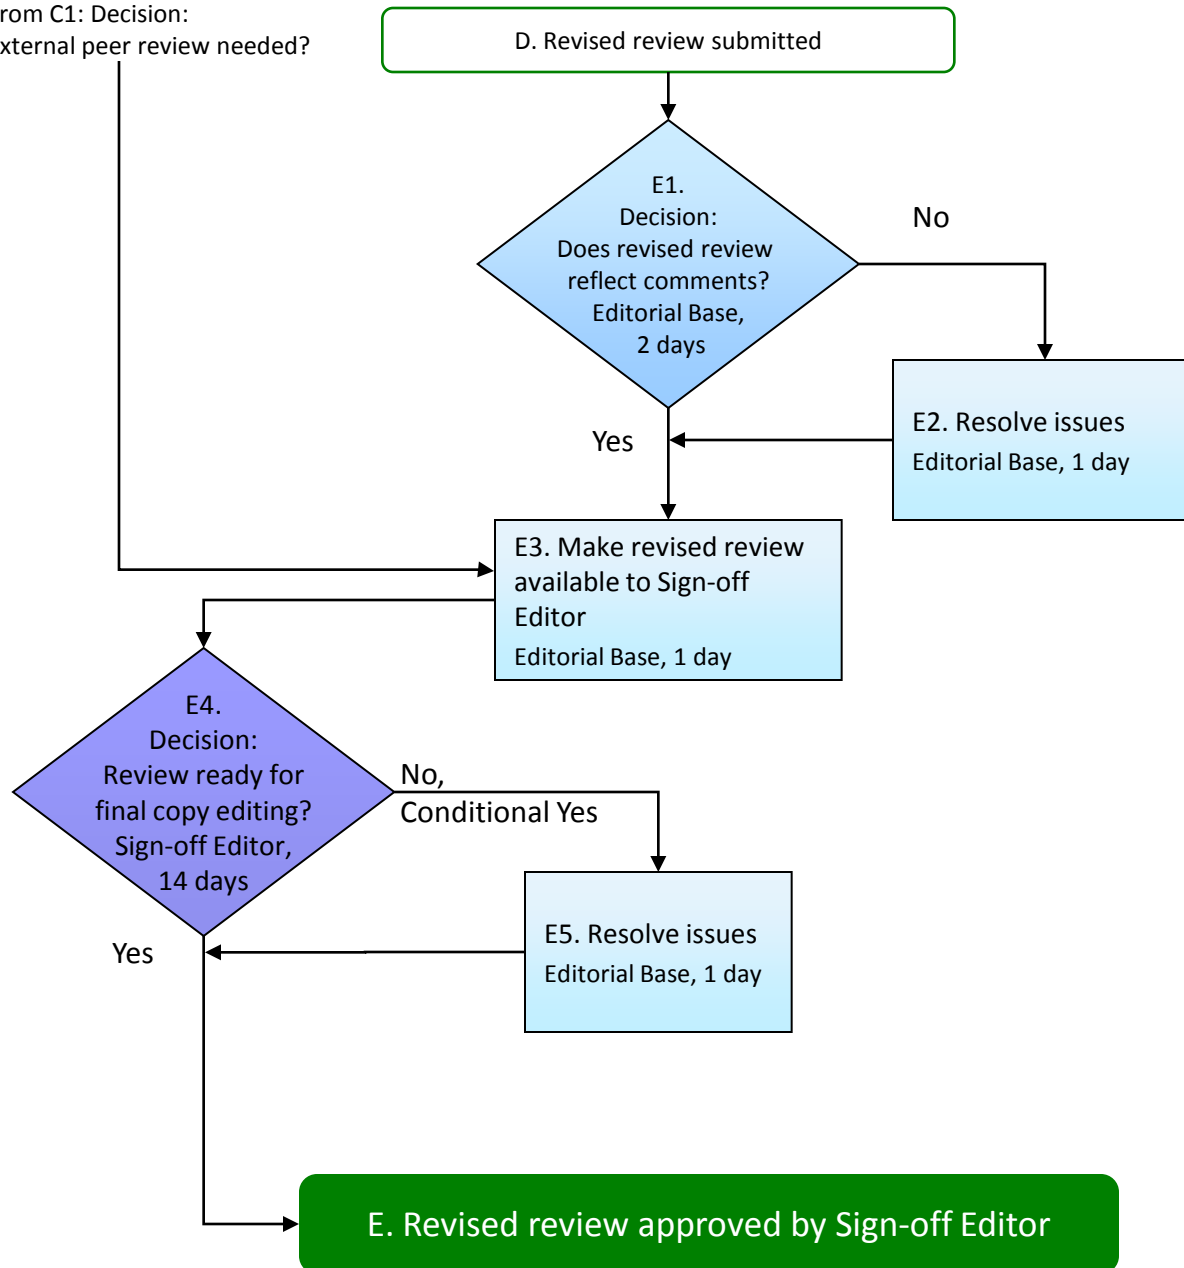 rom C1: Decision:
xternal peer review needed?
D. Revised review submitted
E1.
Decision:
Does revised review
reflect comments?
Editorial Base,
2 days
No
E2. Resolve issues
Editorial Base, 1 day
Yes
E3. Make revised review
available to Sign-off
Editor
Editorial Base, 1 day
E4.
Decision:
Review ready for
final copy editing?
Sign-off Editor,
14 days
No,
Conditional Yes
E5. Resolve issues
Editorial Base, 1 day
Yes
E. Revised review approved by Sign-off Editor